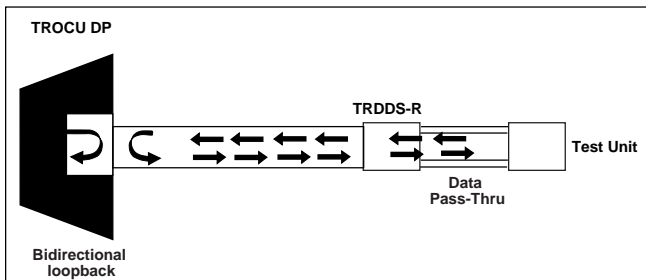 TROCU DP
TRDDS-R
Test Unit
Data
Pass-Thru
Bidirectional
loopback